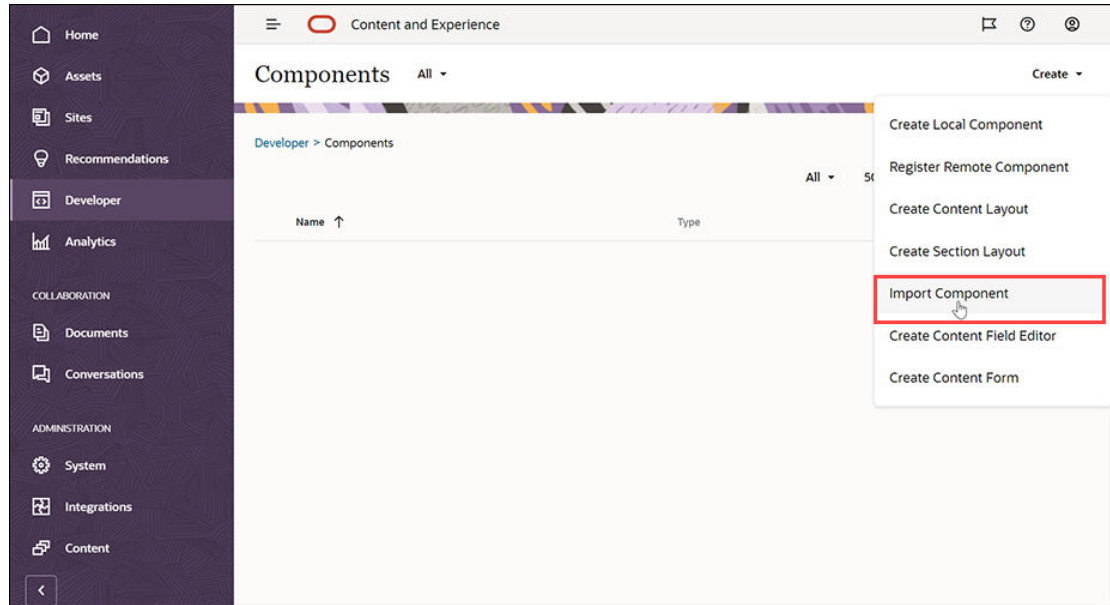 Home
Assets
Sites
Recommendations
Developer
Analytics
COLLABORATION
Documents
Conversations
ADMINISTRATION
System
Integrations
Content
Content and Experience
Components All
Create
Developer > Components
All 50
Name ↑ Type
Create Local Component
Register Remote Component
Create Content Layout
Create Section Layout
Import Component
Create Content Field Editor
Create Content Form